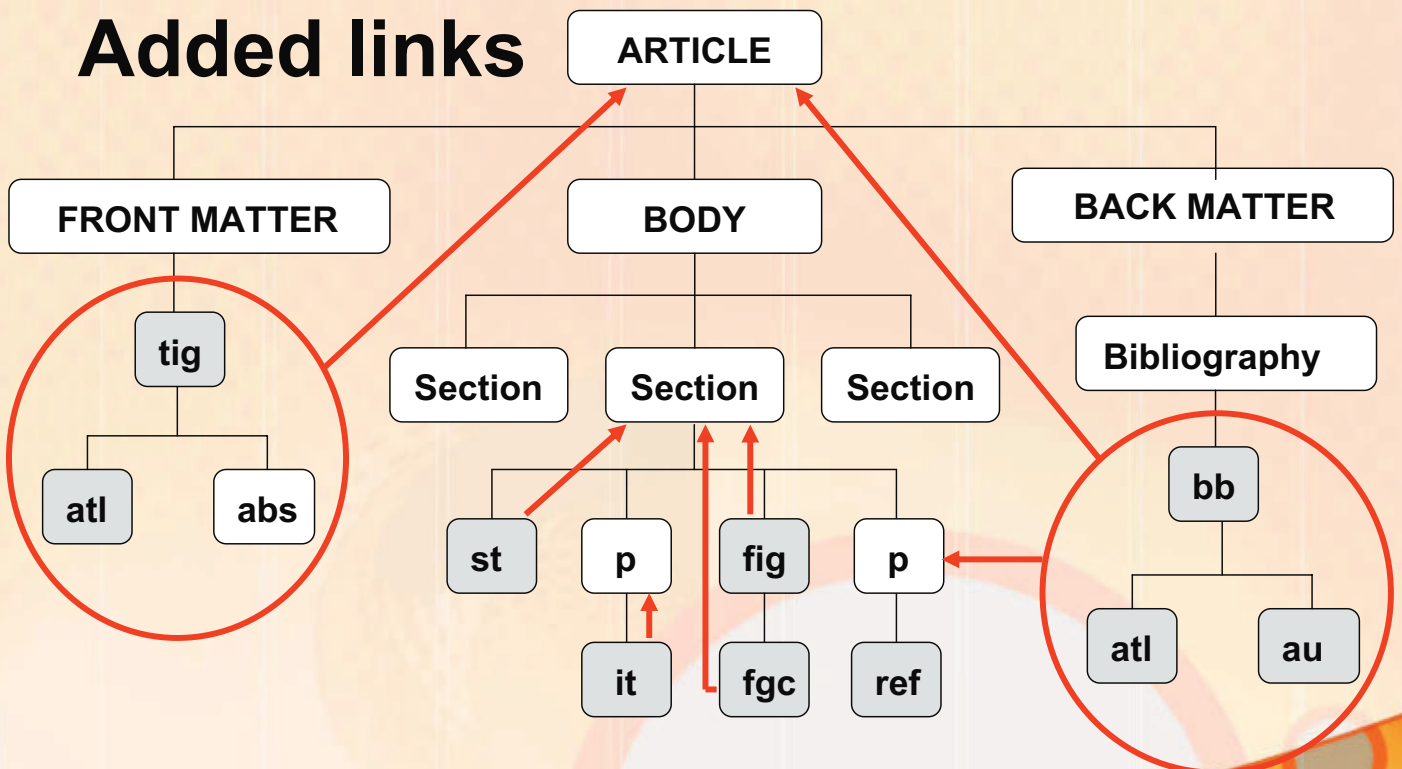 Added links
ARTICLE
FRONT MATTER
BODY
BACK MATTER
tig
Section
Section
Section
Bibliography
atl
abs
st
p
fig
p
bb
it
fgc
ref
atl
au